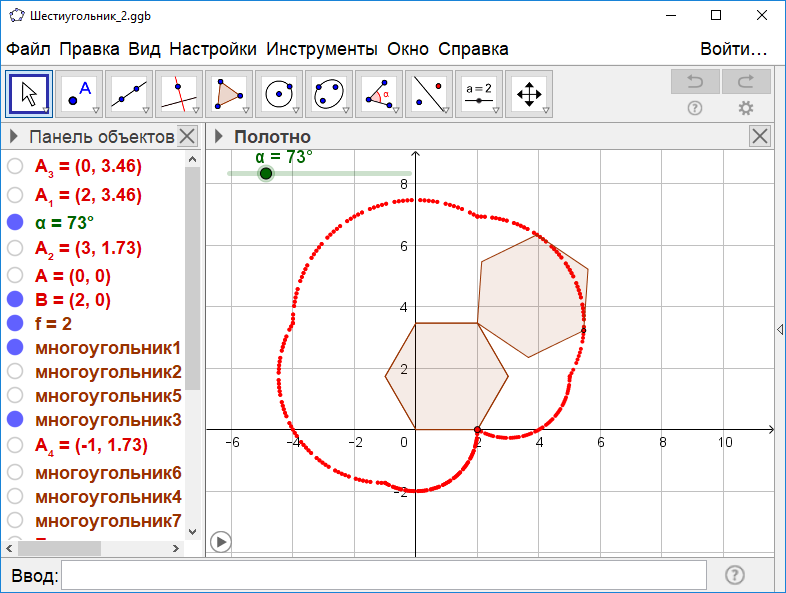 Шестиугольник_2.ggb
Файл Правка Вид Настройки Инструменты Окно Справка Войти...
A α a = 2
Панель объектов
Полотно
A3 = (0, 3.46)
A1 = (2, 3.46)
α = 73°
A2 = (3, 1.73)
A = (0, 0)
B = (2, 0)
f = 2
многоугольник1
многоугольник2
многоугольник5
многоугольник3
A4 = (-1, 1.73)
многоугольник6
многоугольник4
многоугольник7
α = 73°
8
6
4
2
-6 -4 -2 0 2 4 6 8 10
-2
Ввод: